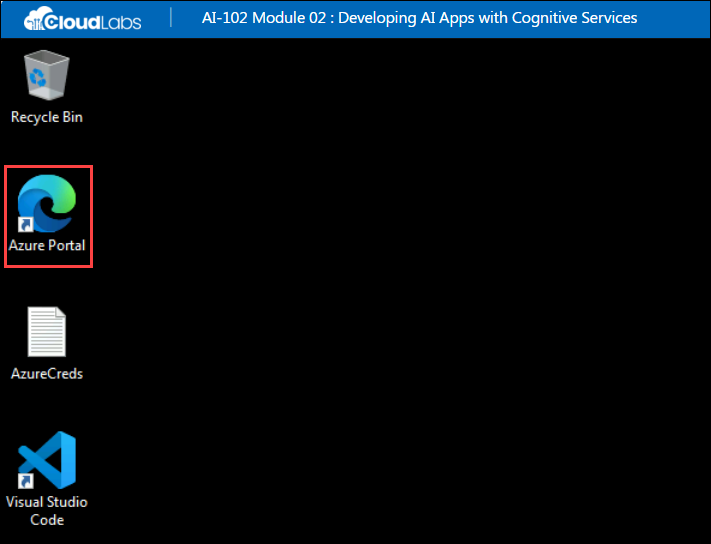 CloudLabs
AI-102 Module 02 : Developing AI Apps with Cognitive Services
Recycle Bin
Azure Portal
AzureCreds
Visual Studio
Code